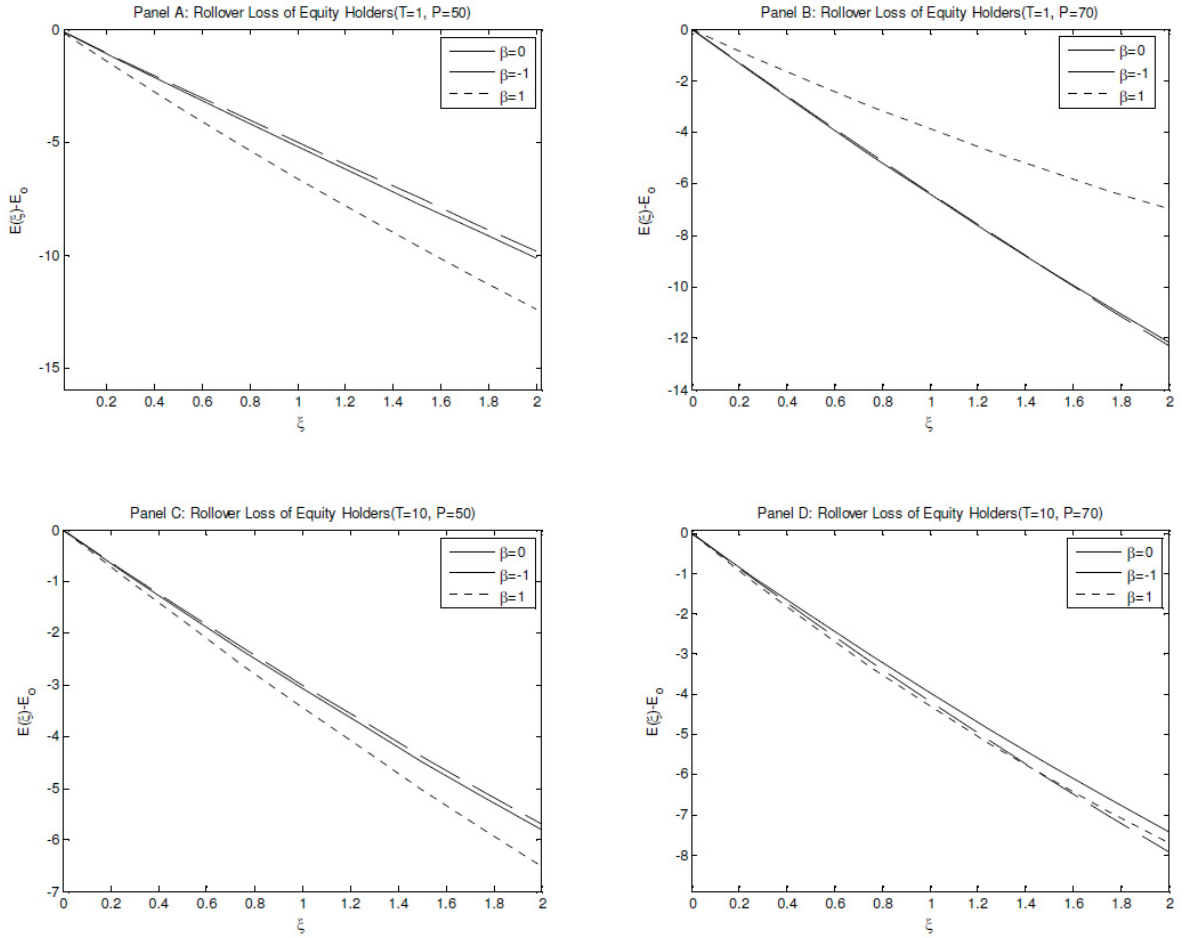 Panel A: Rollover Loss of Equity Holders(T=1, P=50)
0
-5
-10
-15
E(ξ)-E_o
β=0
β=-1
β=1
0.2 0.4 0.6 0.8 1 1.2 1.4 1.6 1.8 2
ξ
Panel B: Rollover Loss of Equity Holders(T=1, P=70)
0
-2
-4
-6
-8
-10
-12
-14
E(ξ)-E_o
β=0
β=-1
β=1
0 0.2 0.4 0.6 0.8 1 1.2 1.4 1.6 1.8 2
ξ
Panel C: Rollover Loss of Equity Holders(T=10, P=50)
0
-1
-2
-3
-4
-5
-6
-7
E(ξ)-E_o
β=0
β=-1
β=1
0 0.2 0.4 0.6 0.8 1 1.2 1.4 1.6 1.8 2
ξ
Panel D: Rollover Loss of Equity Holders(T=10, P=70)
0
-1
-2
-3
-4
-5
-6
-7
-8
E(ξ)-E_o
β=0
β=-1
β=1
0 0.2 0.4 0.6 0.8 1 1.2 1.4 1.6 1.8 2
ξ